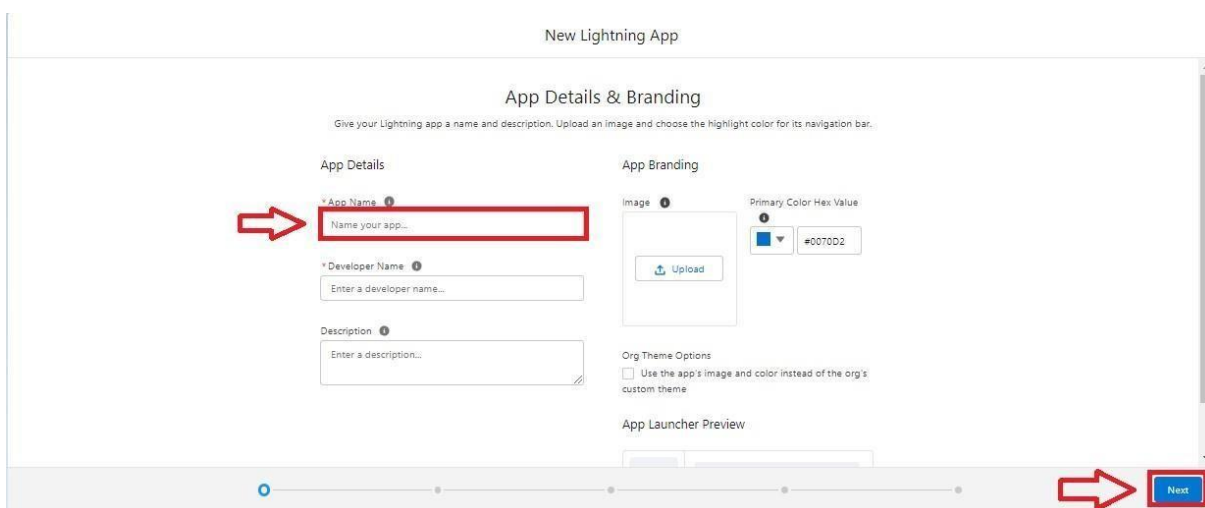 New Lightning App
App Details & Branding
Give your Lightning app a name and description. Upload an image and choose the highlight color for its navigation bar.
App Details
*App Name
Name your app...
*Developer Name
Enter a developer name...
Description
Enter a description...
App Branding
Image
Upload
Primary Color Hex Value
#0070D2
Org Theme Options
Use the app's image and color instead of the org's
custom theme
App Launcher Preview
Next